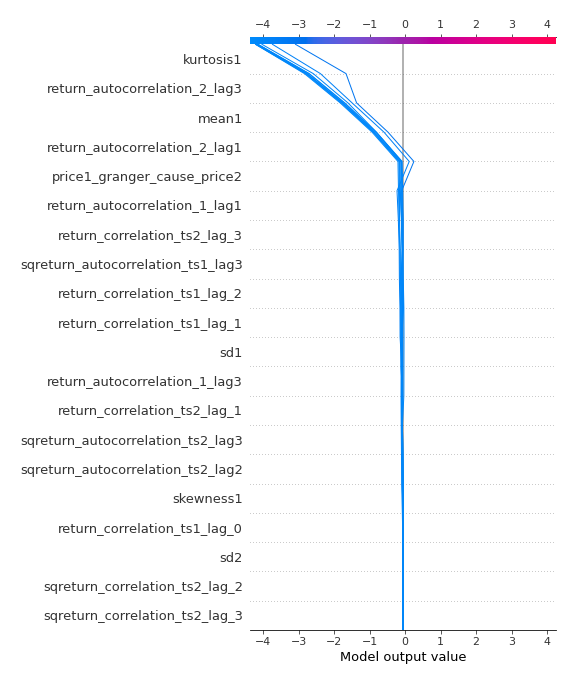 −4 −3 −2 −1 0 1 2 3 4
kurtosis1
return_autocorrelation_2_lag3
mean1
return_autocorrelation_2_lag1
price1_granger_cause_price2
return_autocorrelation_1_lag1
return_correlation_ts2_lag_3
sqreturn_autocorrelation_ts1_lag3
return_correlation_ts1_lag_2
return_correlation_ts1_lag_1
sd1
return_autocorrelation_1_lag3
return_correlation_ts2_lag_1
sqreturn_autocorrelation_ts2_lag3
sqreturn_autocorrelation_ts2_lag2
skewness1
return_correlation_ts1_lag_0
sd2
sqreturn_correlation_ts2_lag_2
sqreturn_correlation_ts2_lag_3
−4 −3 −2 −1 0 1 2 3 4
Model output value